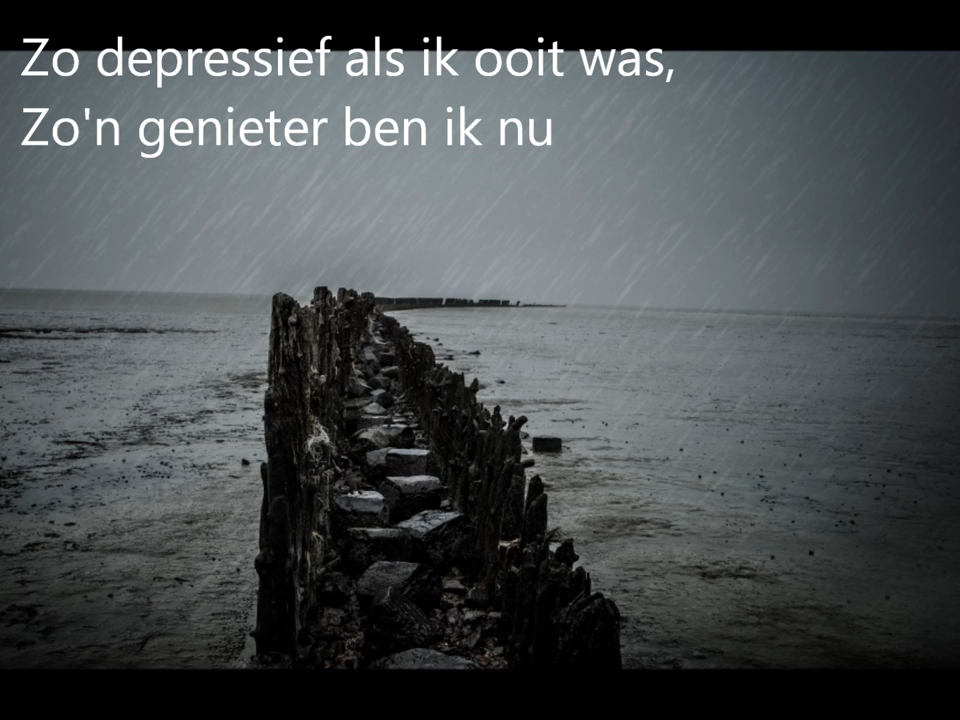 Zo depressief als ik ooit was,
Zo'n genieter ben ik nu